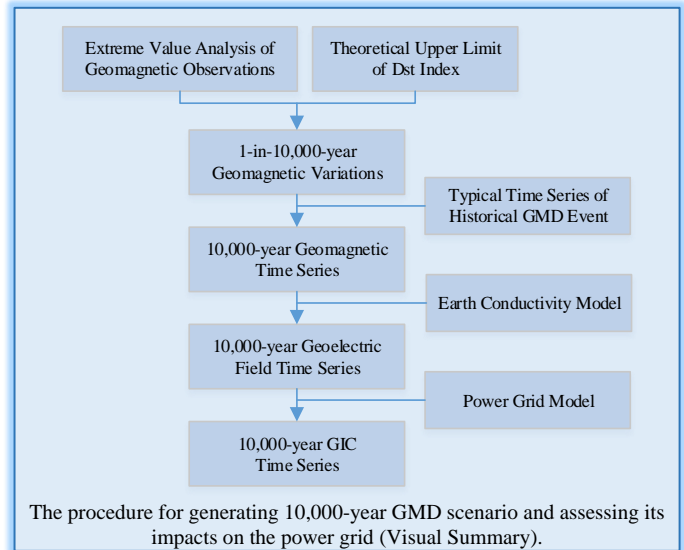 Extreme Value Analysis of
Geomagnetic Observations
Theoretical Upper Limit
of Dst Index
1-in-10,000-year
Geomagnetic Variations
Typical Time Series of
Historical GMD Event
10,000-year Geomagnetic
Time Series
Earth Conductivity Model
10,000-year Geoelectric
Field Time Series
Power Grid Model
10,000-year GIC
Time Series
The procedure for generating 10,000-year GMD scenario and assessing its
impacts on the power grid (Visual Summary).